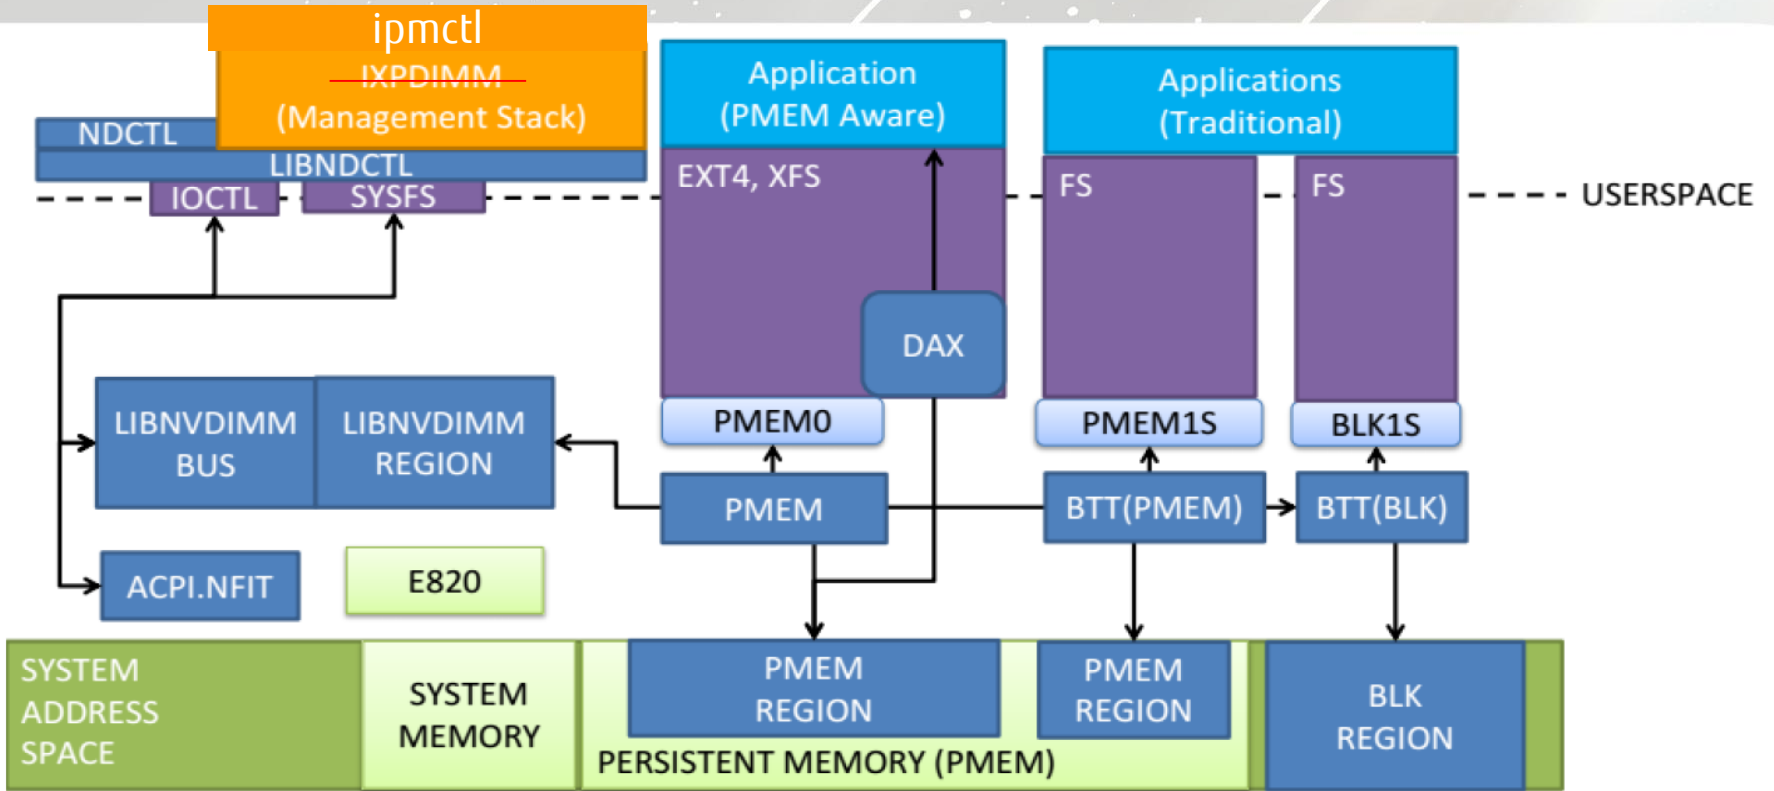 ipmctl
IXPDIMM
(Management Stack)
NDCTL
LIBNDCTL
IOCTL
SYSFS
Application
(PMEM Aware)
Applications
(Traditional)
EXT4, XFS
FS
FS
USERSPACE
DAX
LIBNVDIMM
BUS
LIBNVDIMM
REGION
PMEM0
PMEM1S
BLK1S
PMEM
BTT(PMEM)
BTT(BLK)
ACPI.NFIT
E820
SYSTEM
ADDRESS
SPACE
SYSTEM
MEMORY
PMEM
REGION
PMEM
REGION
BLK
REGION
PERSISTENT MEMORY (PMEM)